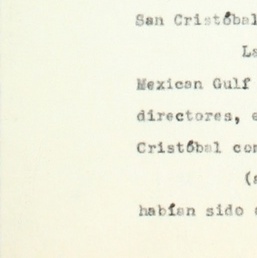 San Cristóbal
La
Mexican Gulf
directores, e
Cristóbal con
(a
habían sido